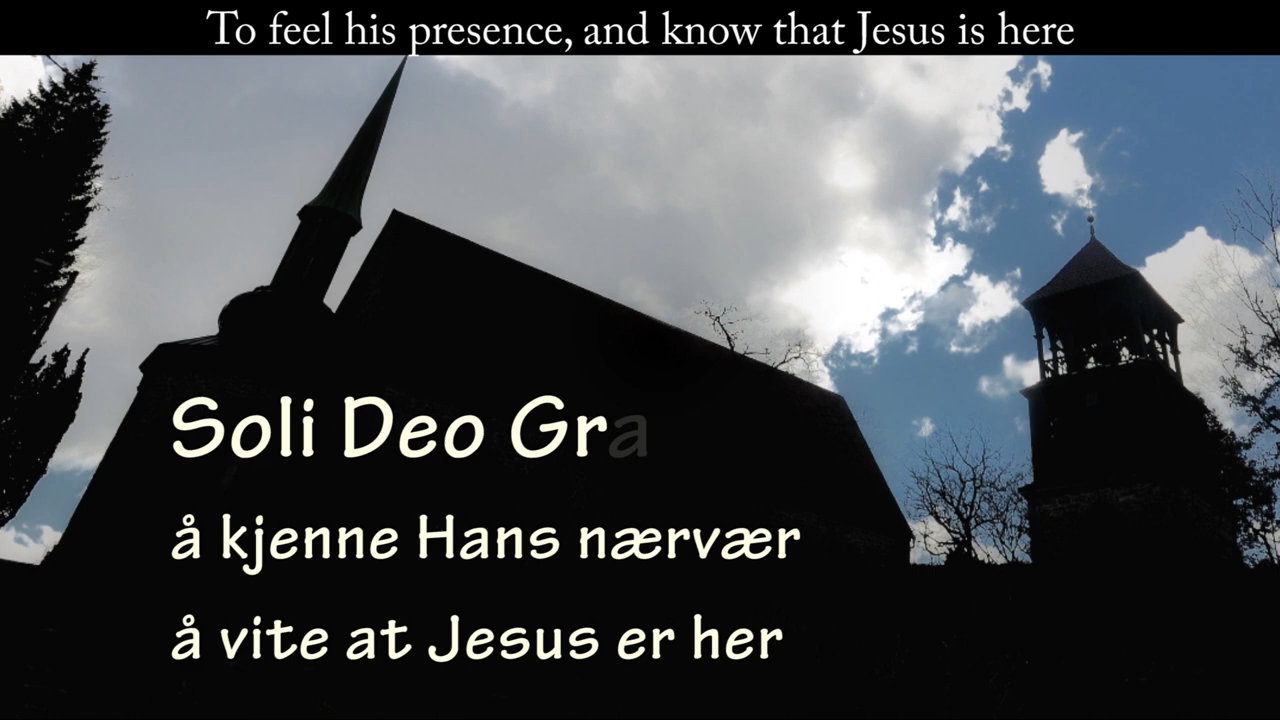 To feel his presence, and know that Jesus is here
Soli Deo Gra
å kjenne Hans nærvær
å vite at Jesus er her